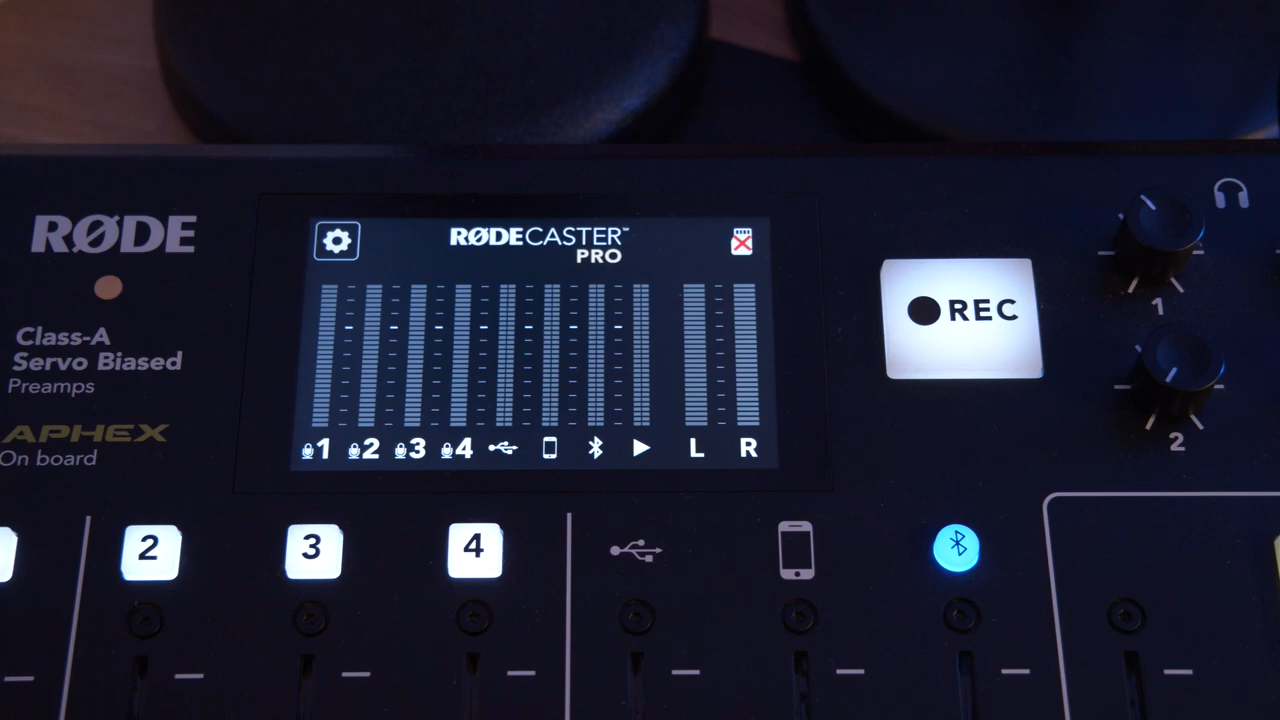 RØDE
Class-A
Servo Biased
Preamps
APHEX
On board
RØDECASTER™
PRO
1 2 3 4 L R
REC
1
2
2
3
4